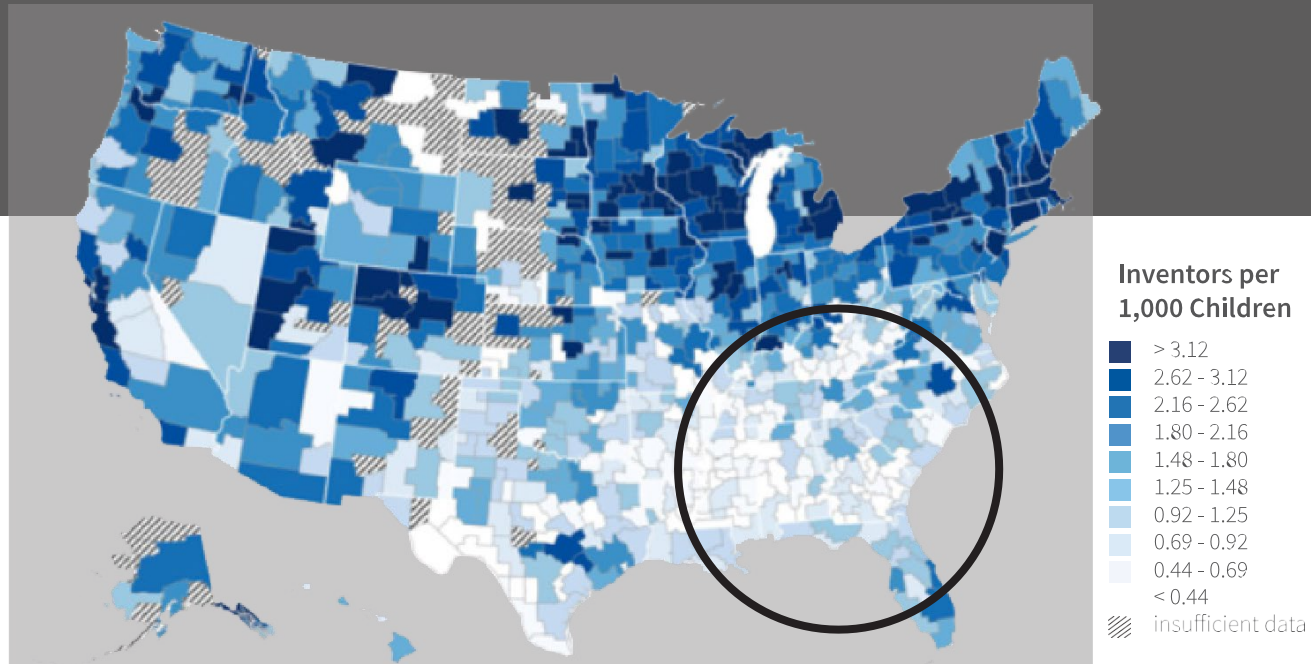 Inventors per
1,000 Children
> 3.12
2.62 - 3.12
2.16 - 2.62
1.80 - 2.16
1.48 - 1.80
1.25 - 1.48
0.92 - 1.25
0.69 - 0.92
0.44 - 0.69
< 0.44
insufficient data